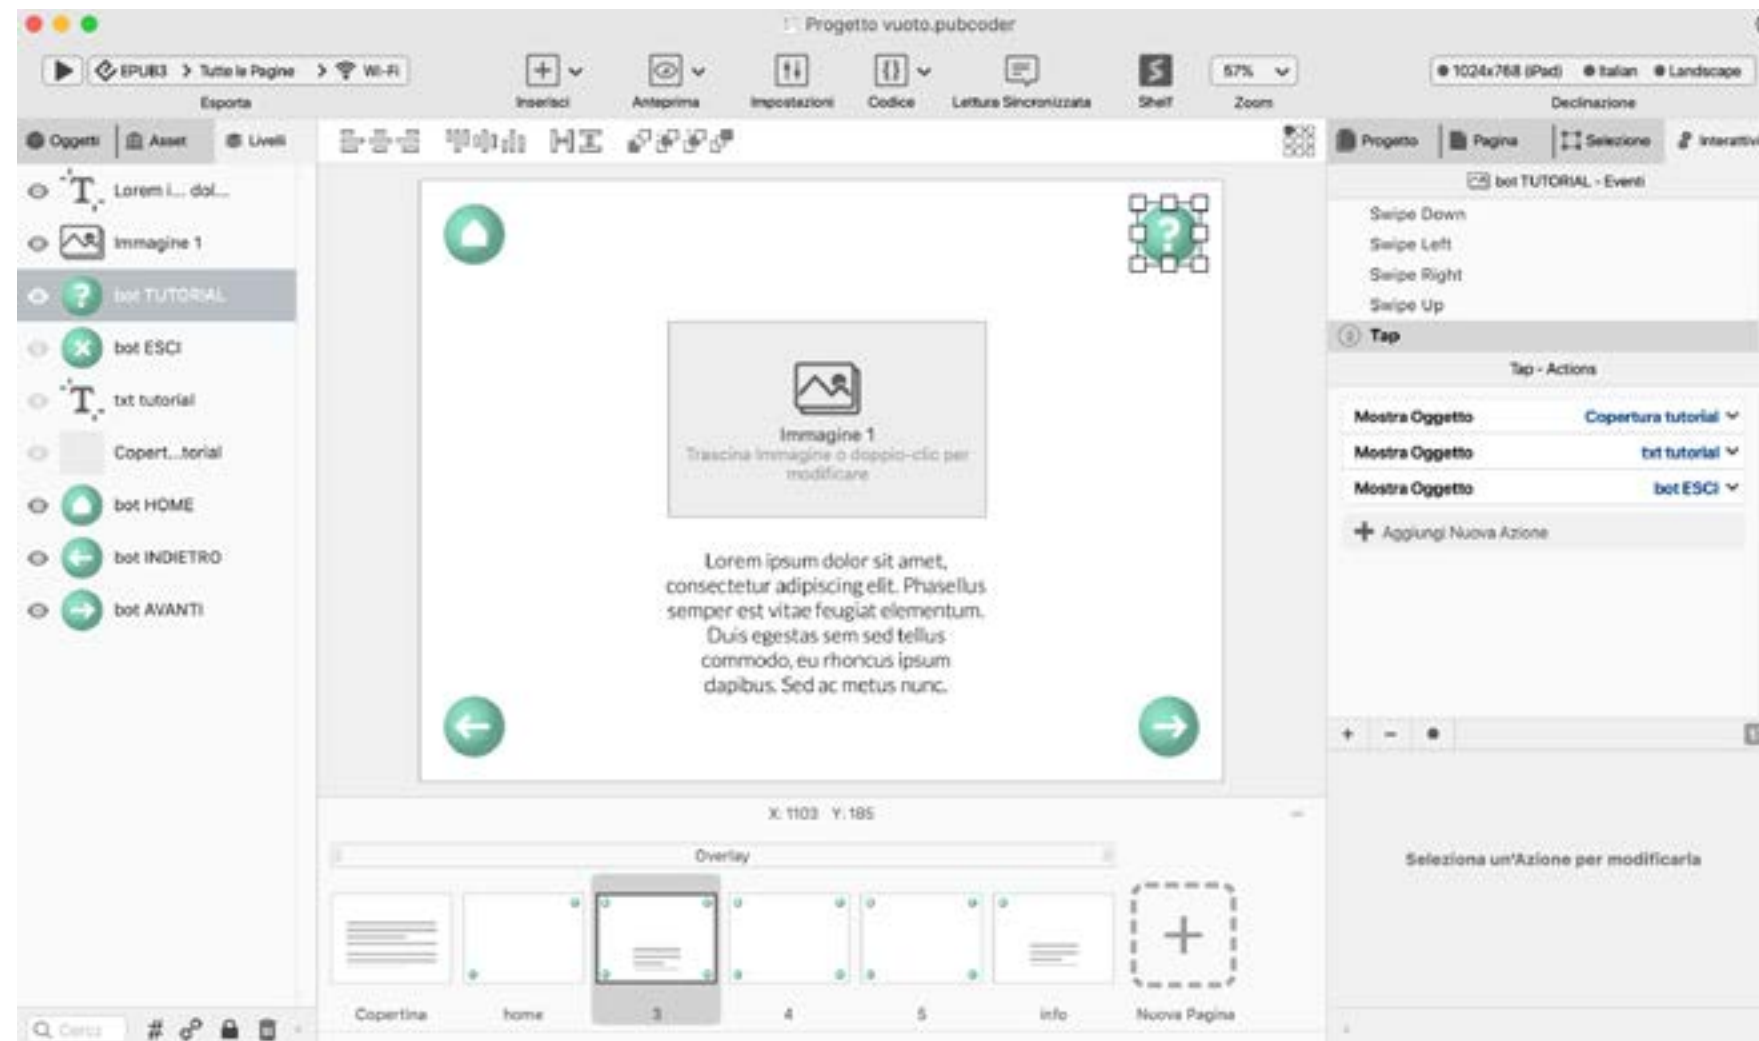 Progetto vuoto.pubcoder
EPUB3 > Tutte le Pagine > Wi-Fi
Esporta
Inserisci
Anteprima
Impostazioni
Codice
Lettura Sincronizzata
Shelf
57%
Zoom
1024x768 (iPad) Italian Landscape
Declinazione
Oggetti
Asset
Livelli
Progetto
Pagina
Selezione
Interattivi
Lorem i... dol...
Immagine 1
bot TUTORIAL
bot ESCI
txt tutorial
Copert...torial
bot HOME
bot INDIETRO
bot AVANTI
Cerca
#
?
Immagine 1
Trascina Immagine o doppio-clic per
modificare
Lorem ipsum dolor sit amet,
consectetur adipiscing elit. Phasellus
semper est vitae feugiat elementum.
Duis egestas sem sed tellus
commodo, eu rhoncus ipsum
dapibus. Sed ac metus nunc.
X: 1103 Y: 185
Overlay
Copertina
home
3
4
5
info
Nuova Pagina
bot TUTORIAL - Eventi
Swipe Down
Swipe Left
Swipe Right
Swipe Up
Tap
Tap - Actions
Mostra Oggetto Copertura tutorial
Mostra Oggetto txt tutorial
Mostra Oggetto bot ESCI
+ Aggiungi Nuova Azione
Seleziona un'Azione per modificarla